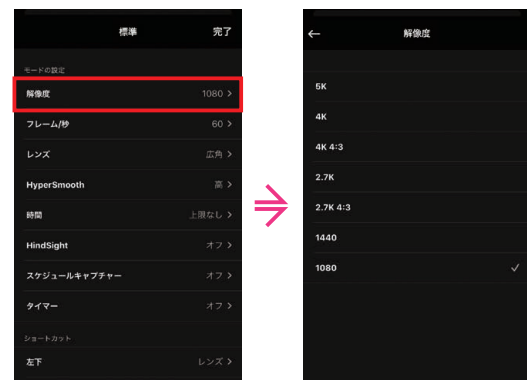 標準 完了
モードの設定
解像度 1080 >
フレーム/秒 60 >
レンズ 広角 >
HyperSmooth 高 >
時間 上限なし >
HindSight オフ >
スケジュールキャプチャー オフ >
タイマー オフ >
ショートカット
左下 レンズ >
← 解像度
5K
4K
4K 4:3
2.7K
2.7K 4:3
1440
1080 ✓